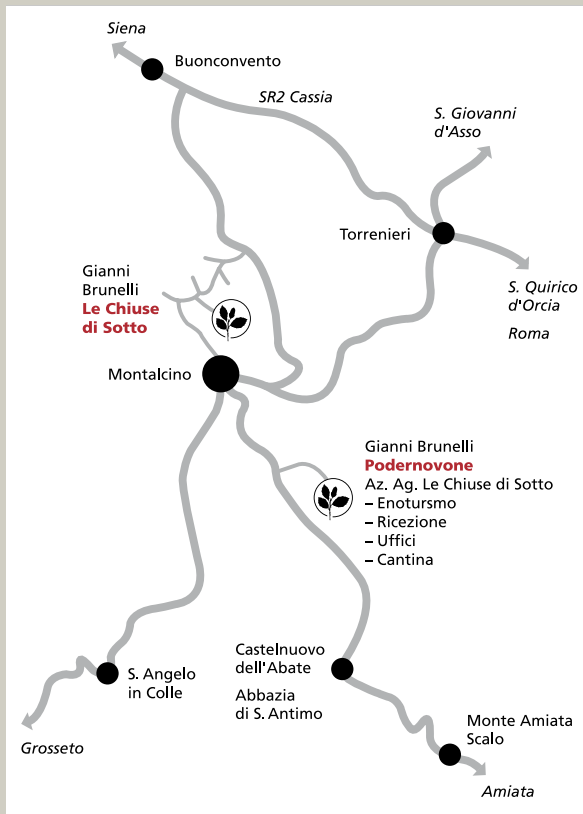 Siena
Buonconvento
SR2 Cassia
S. Giovanni
d'Asso
Torrenieri
Gianni
Brunelli
Le Chiuse
di Sotto
S. Quirico
d'Orcia
Roma
Montalcino
Gianni Brunelli
Podernovone
Az. Ag. Le Chiuse di Sotto
– Enotursmo
– Ricezione
– Uffici
– Cantina
Castelnuovo
dell'Abate
Abbazia
di S. Antimo
S. Angelo
in Colle
Monte Amiata
Scalo
Grosseto
Amiata